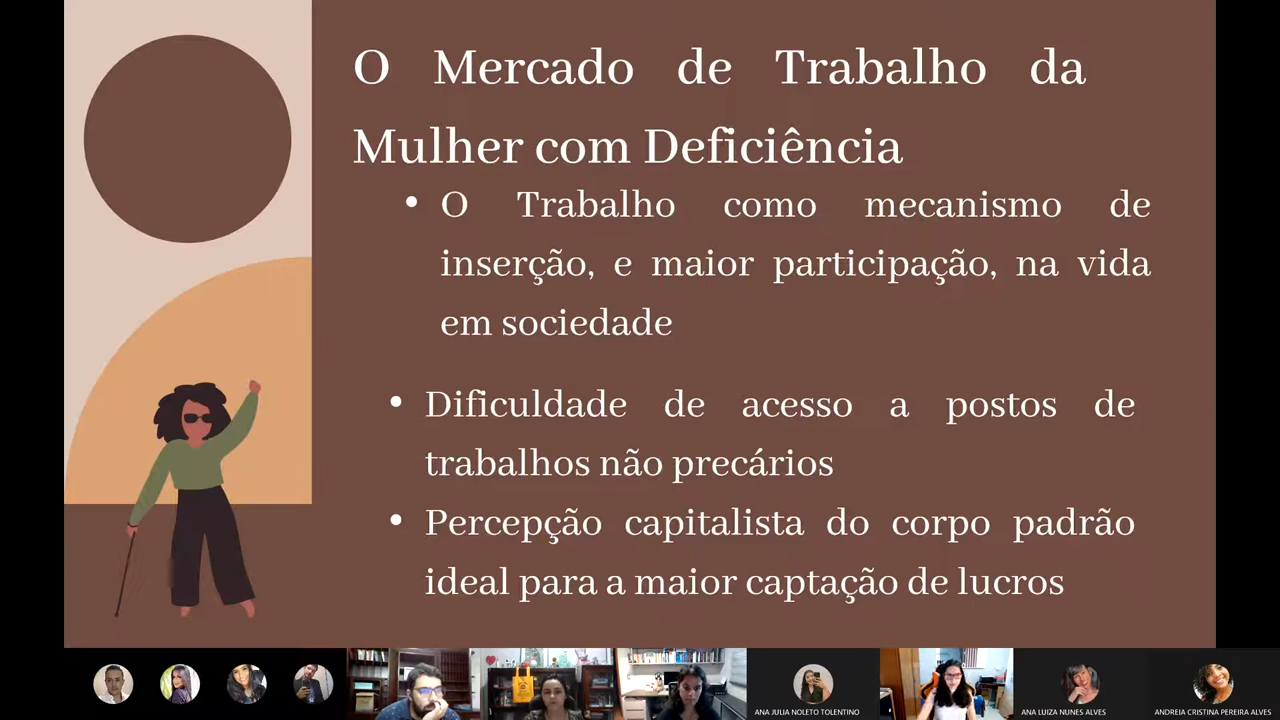 O Mercado de Trabalho da
Mulher com Deficiência
• O Trabalho como mecanismo de
inserção, e maior participação, na vida
em sociedade
• Dificuldade de acesso a postos de
trabalhos não precários
• Percepção capitalista do corpo padrão
ideal para a maior captação de lucros
ANA JULIA NOLETO TOLENTINO
ANA LUIZA NUNES ALVES
ANDREIA CRISTINA PEREIRA ALVES